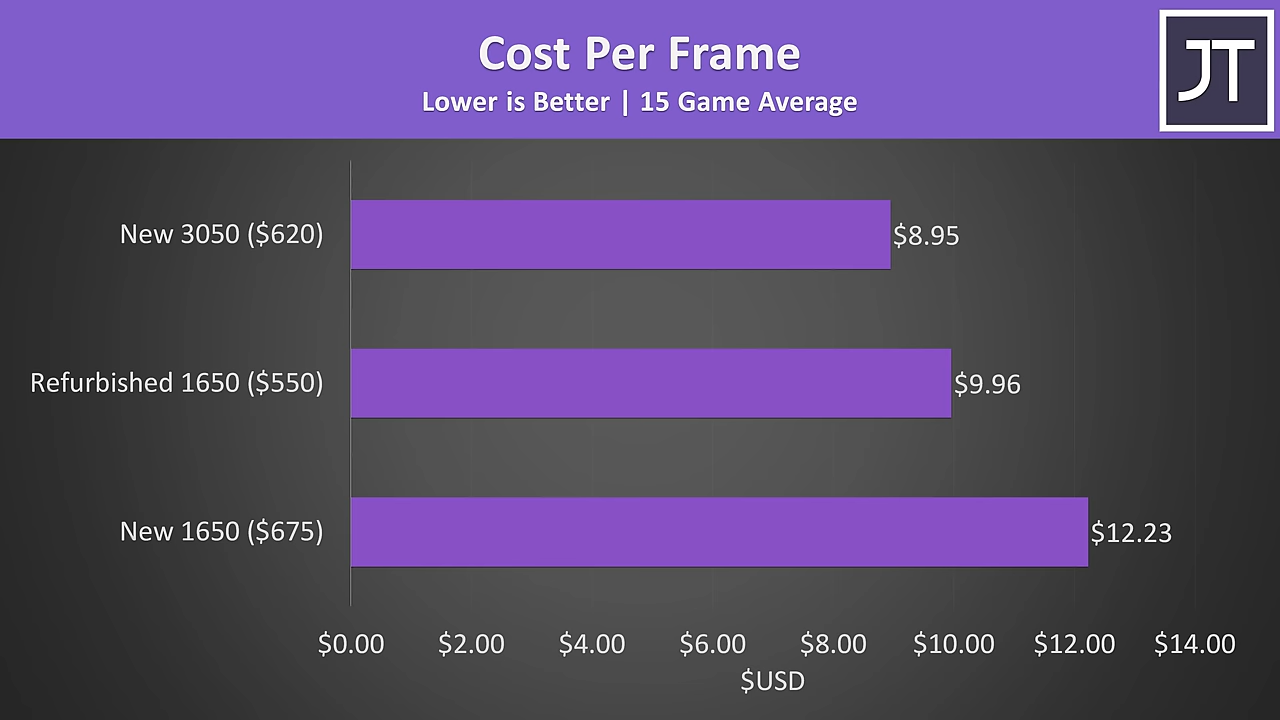 Cost Per Frame
Lower is Better | 15 Game Average
JT
New 3050 ($620)
$8.95
Refurbished 1650 ($550)
$9.96
New 1650 ($675)
$12.23
$0.00 $2.00 $4.00 $6.00 $8.00 $10.00 $12.00 $14.00
$USD